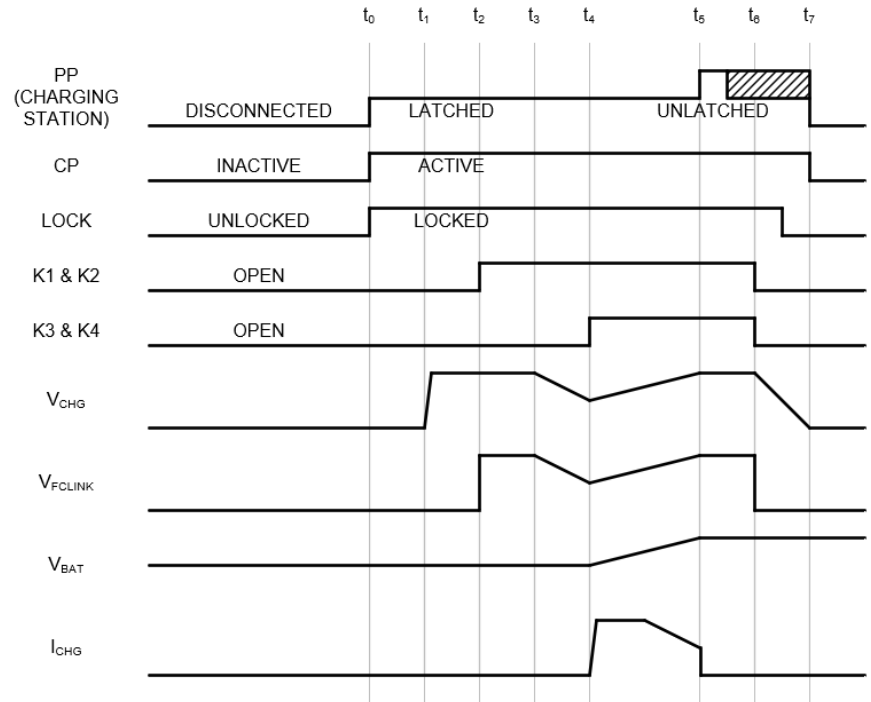 t0 t1 t2 t3 t4 t5 t6 t7
PP
(CHARGING
STATION)
DISCONNECTED LATCHED UNLATCHED
CP INACTIVE ACTIVE
LOCK UNLOCKED LOCKED
K1 & K2 OPEN
K3 & K4 OPEN
VCHG
VFCLINK
VBAT
ICHG